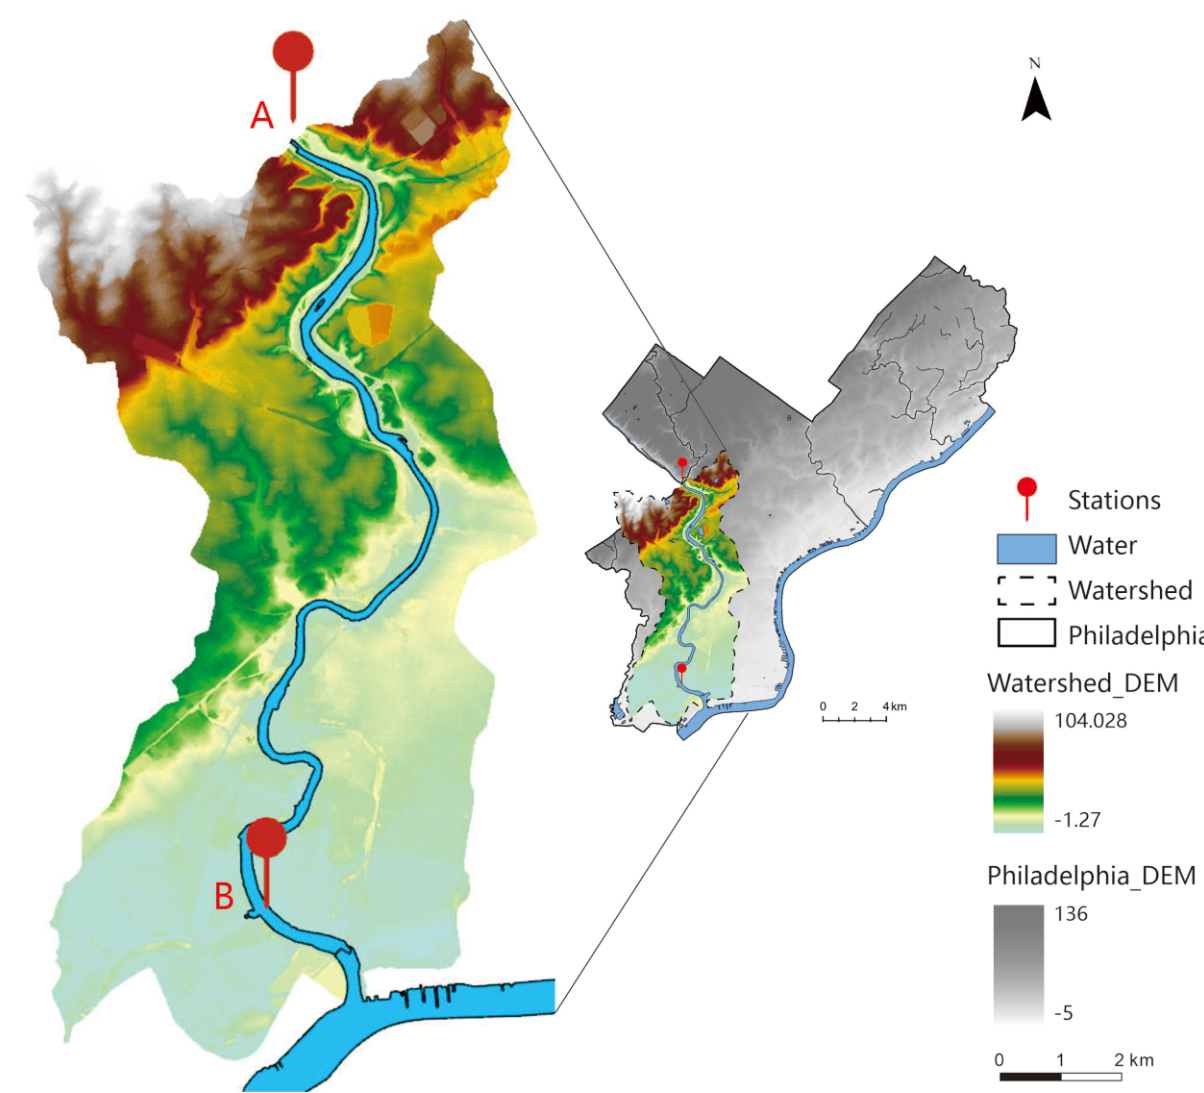 A
B
N
0 2 4 km
Stations
Water
Watershed
Philadelphia
Watershed_DEM
104.028
-1.27
Philadelphia_DEM
136
-5
0 1 2 km